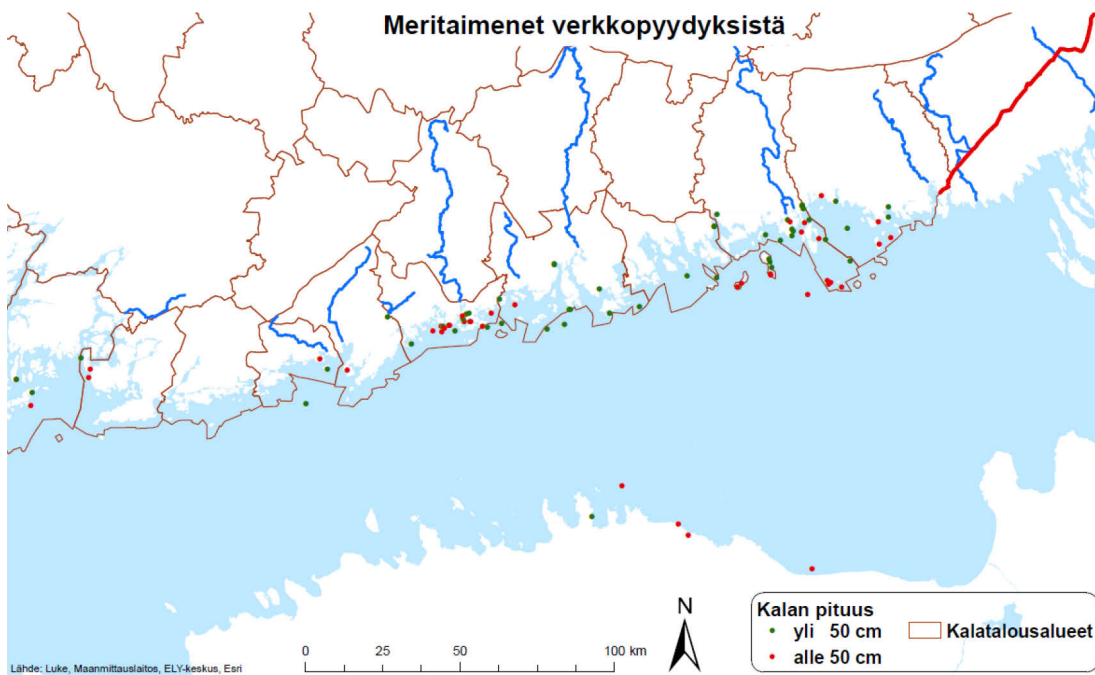 Meritaimenet verkkopyydyksistä
N
Kalan pituus
yli 50 cm
alle 50 cm
Kalatalousalueet
0 25 50 100 km
Lähde: Luke, Maanmittauslaitos, ELY-keskus, Esri